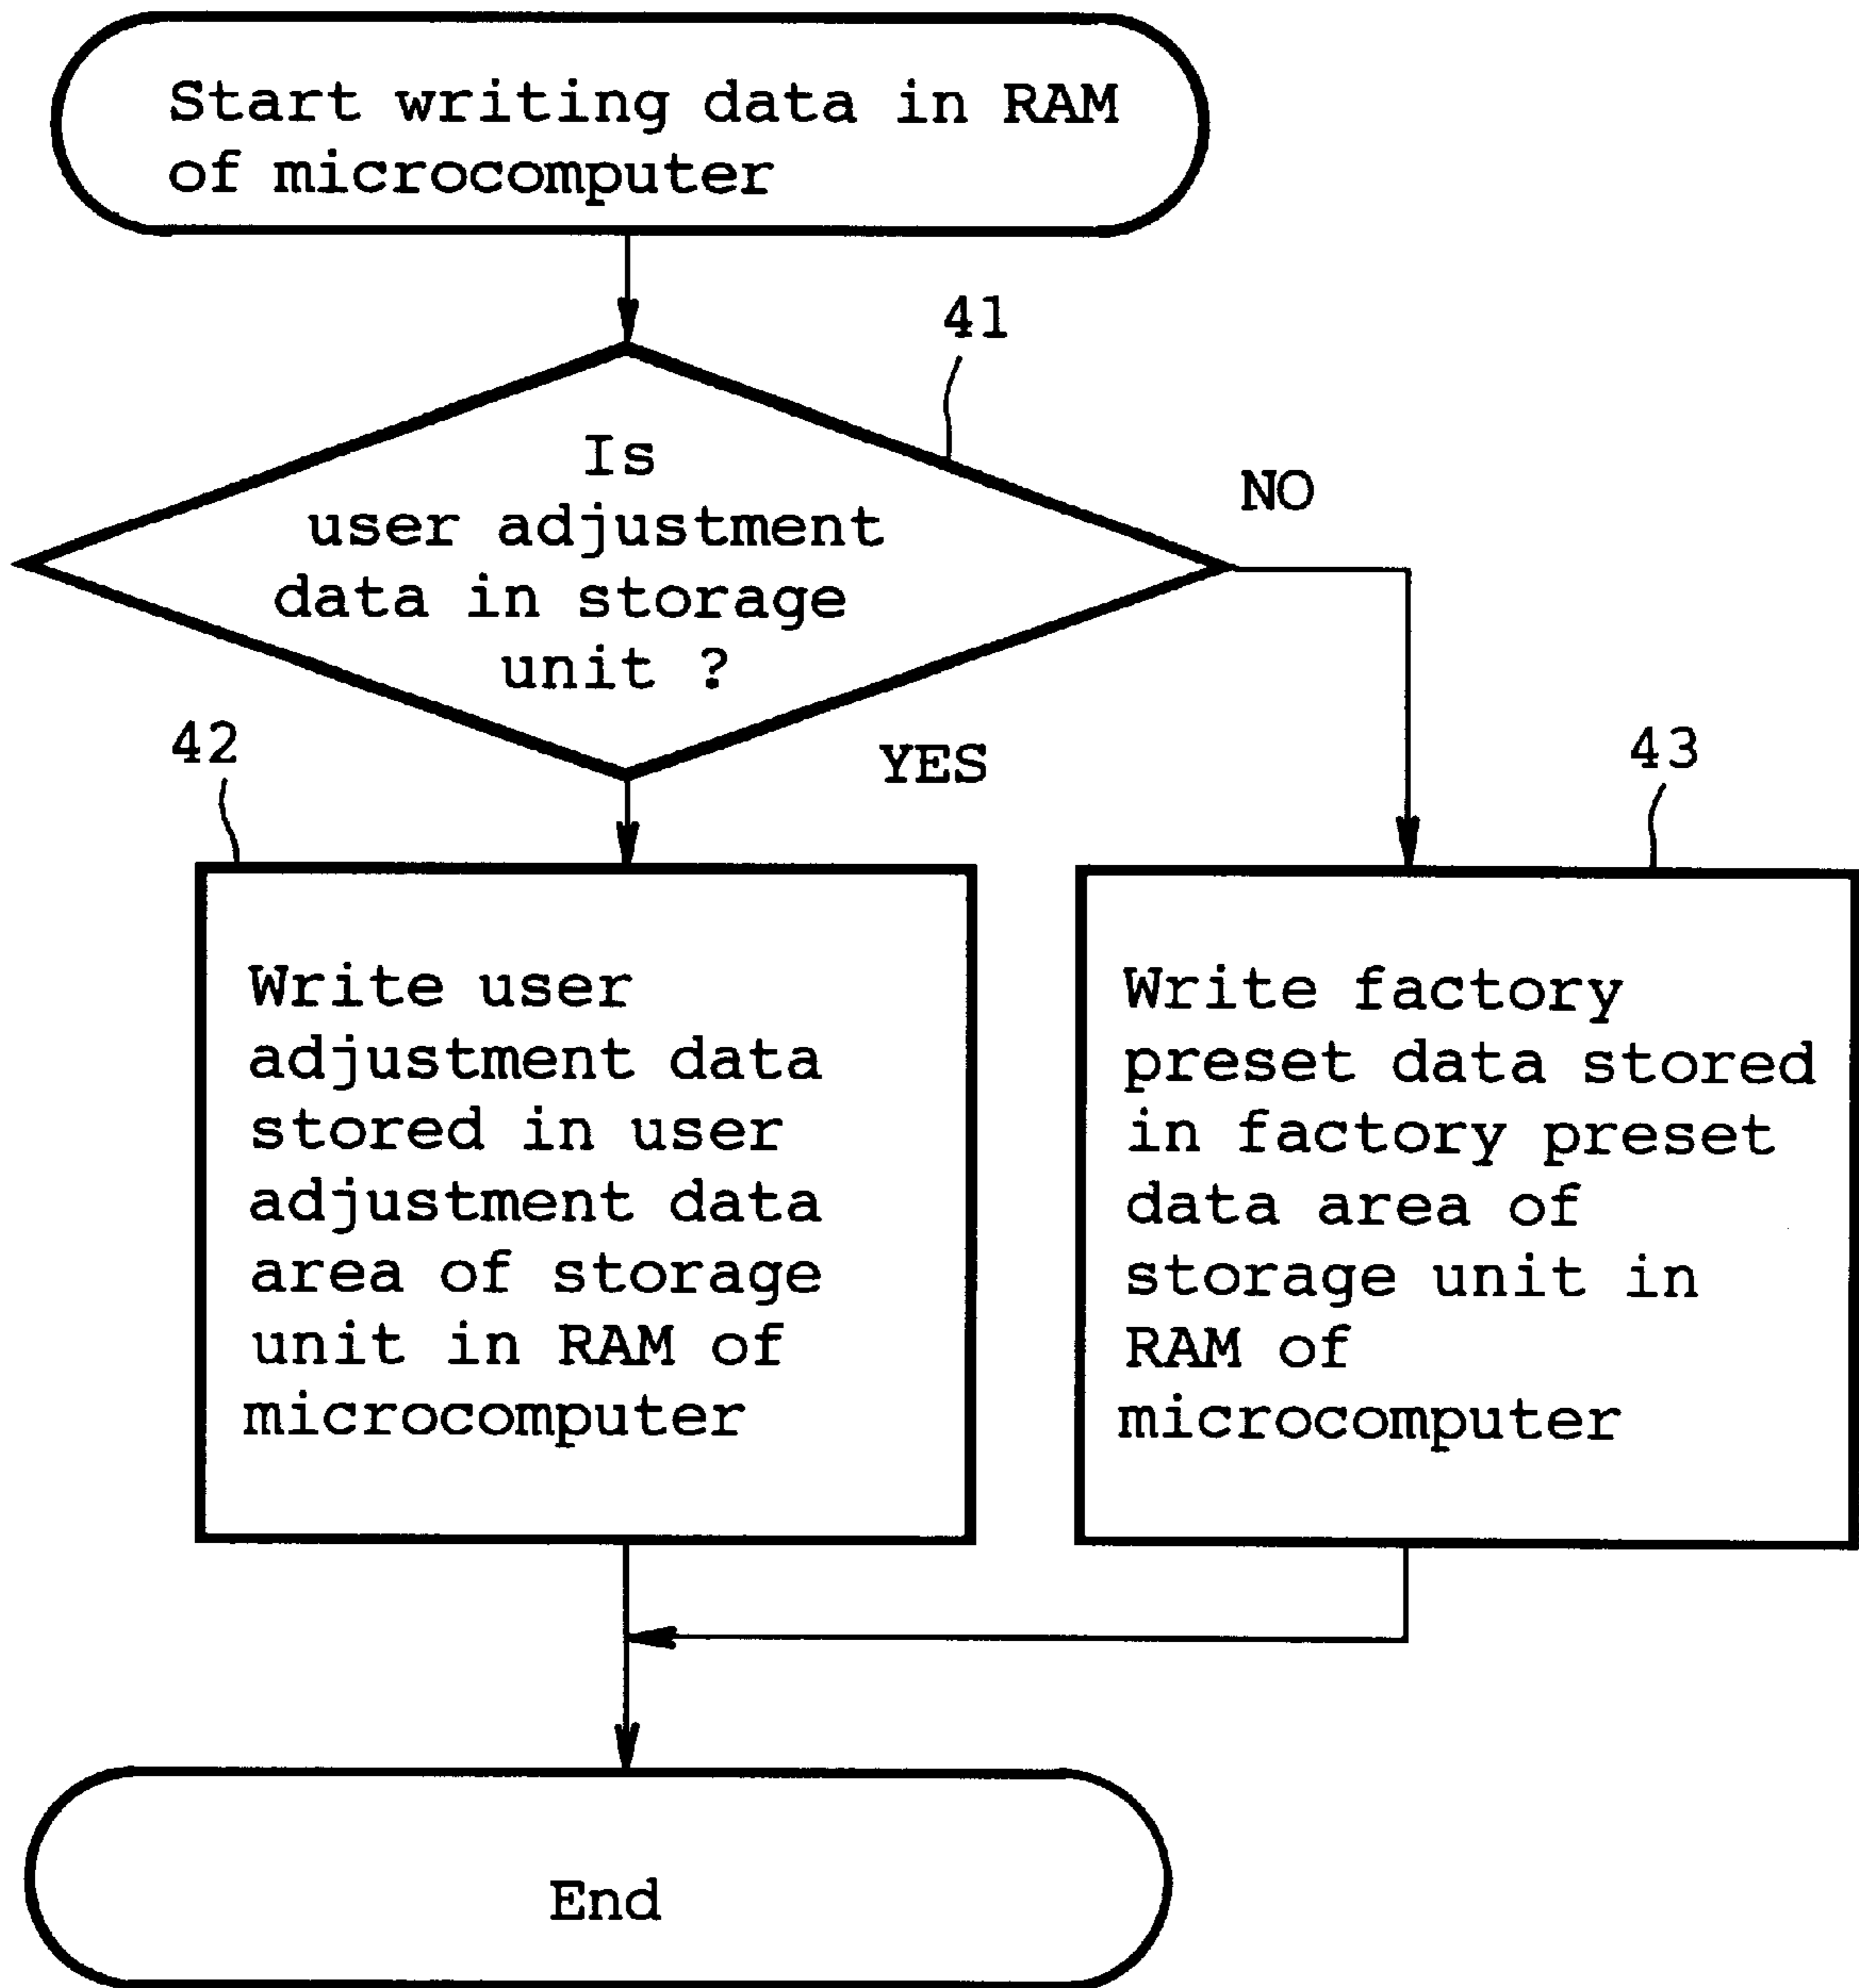 Start writing data in RAM
of microcomputer
41
Is
user adjustment
data in storage
unit ?
NO
YES
42
43
Write user
adjustment data
stored in user
adjustment data
area of storage
unit in RAM of
microcomputer
Write factory
preset data stored
in factory preset
data area of
storage unit in
RAM of
microcomputer
End